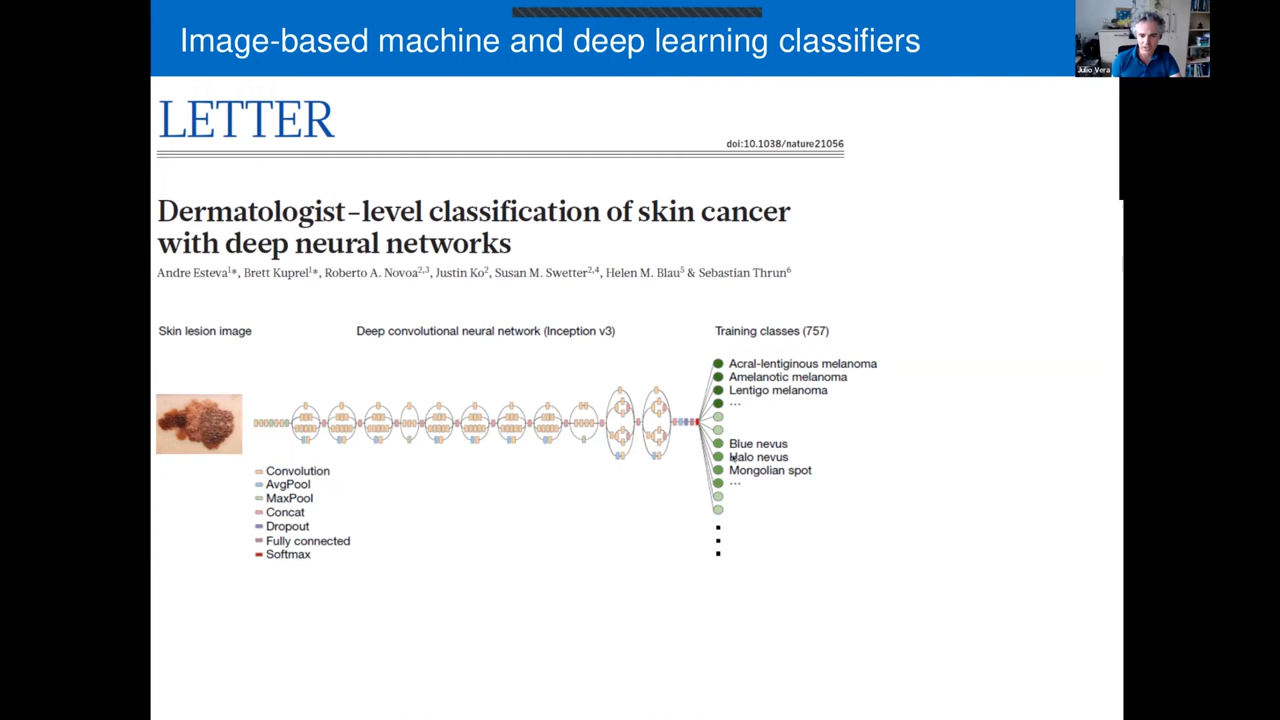 Image-based machine and deep learning classifiers
Julio Vera
LETTER
doi:10.1038/nature21056
Dermatologist-level classification of skin cancer
with deep neural networks
Andre Esteva1*, Brett Kuprel1*, Roberto A. Novoa2,3, Justin Ko2, Susan M. Swetter2,4, Helen M. Blau5 & Sebastian Thrun6
Skin lesion image
Deep convolutional neural network (Inception v3)
Training classes (757)
Acral-lentiginous melanoma
Amelanotic melanoma
Lentigo melanoma
...
Blue nevus
Halo nevus
Mongolian spot
...
Convolution
AvgPool
MaxPool
Concat
Dropout
Fully connected
Softmax